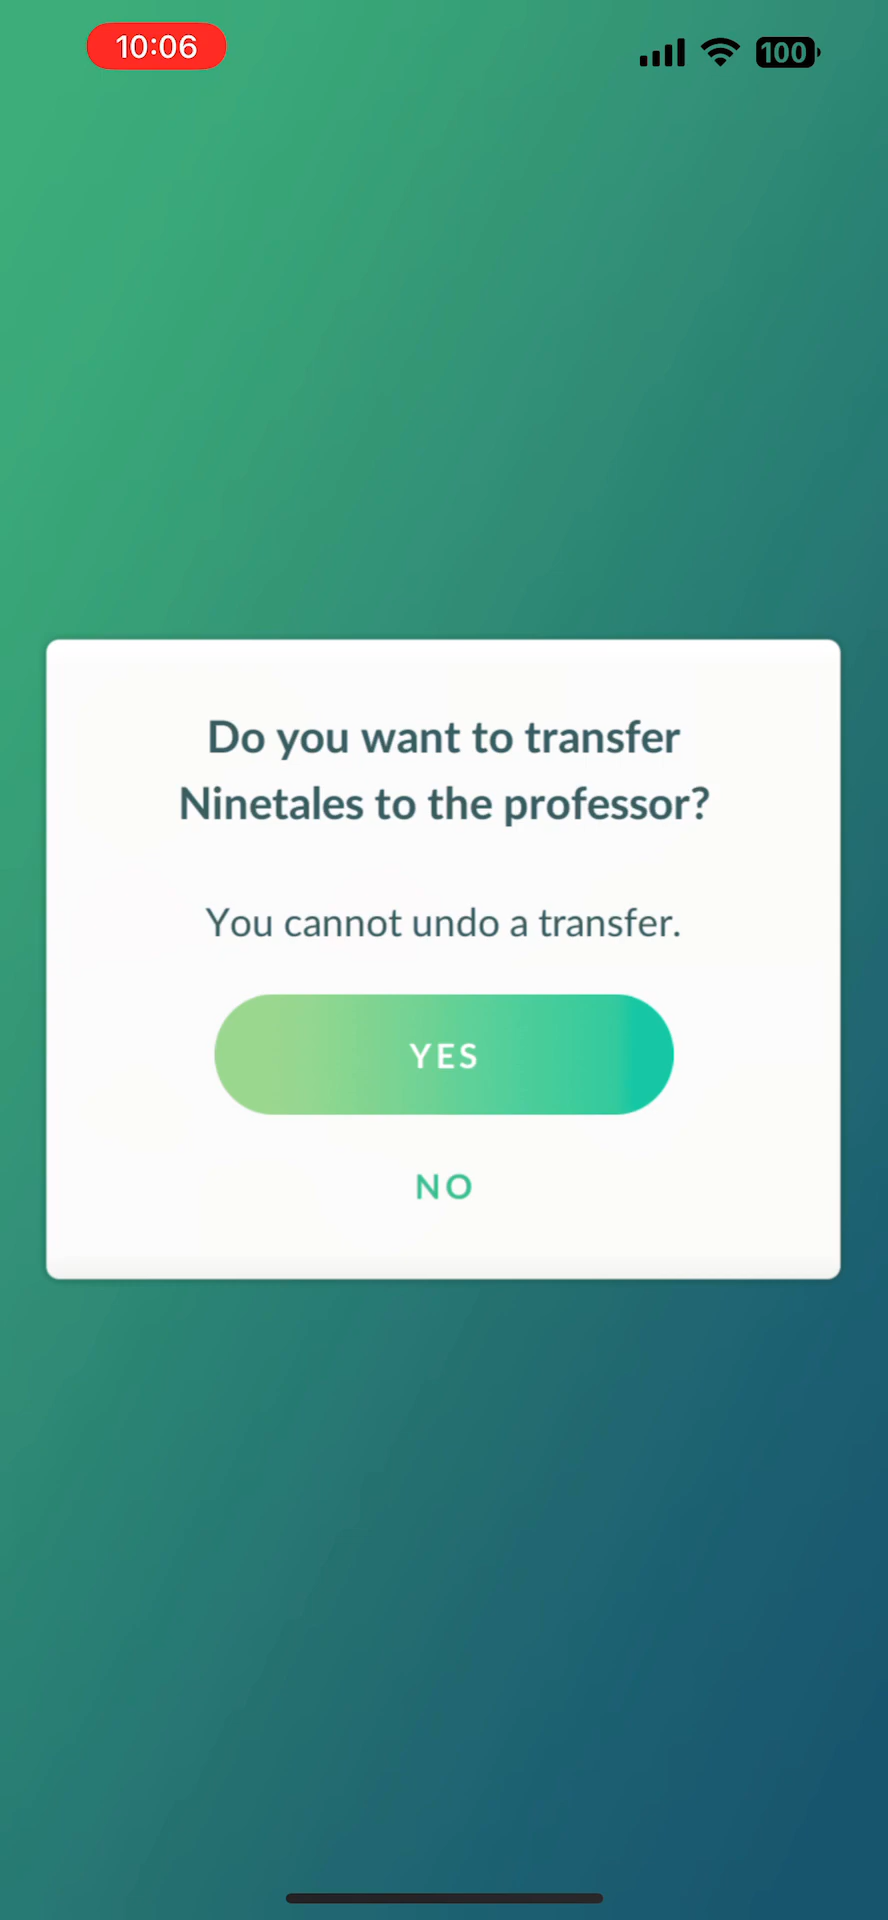 10:06
100
Do you want to transfer
Ninetales to the professor?
You cannot undo a transfer.
YES
NO